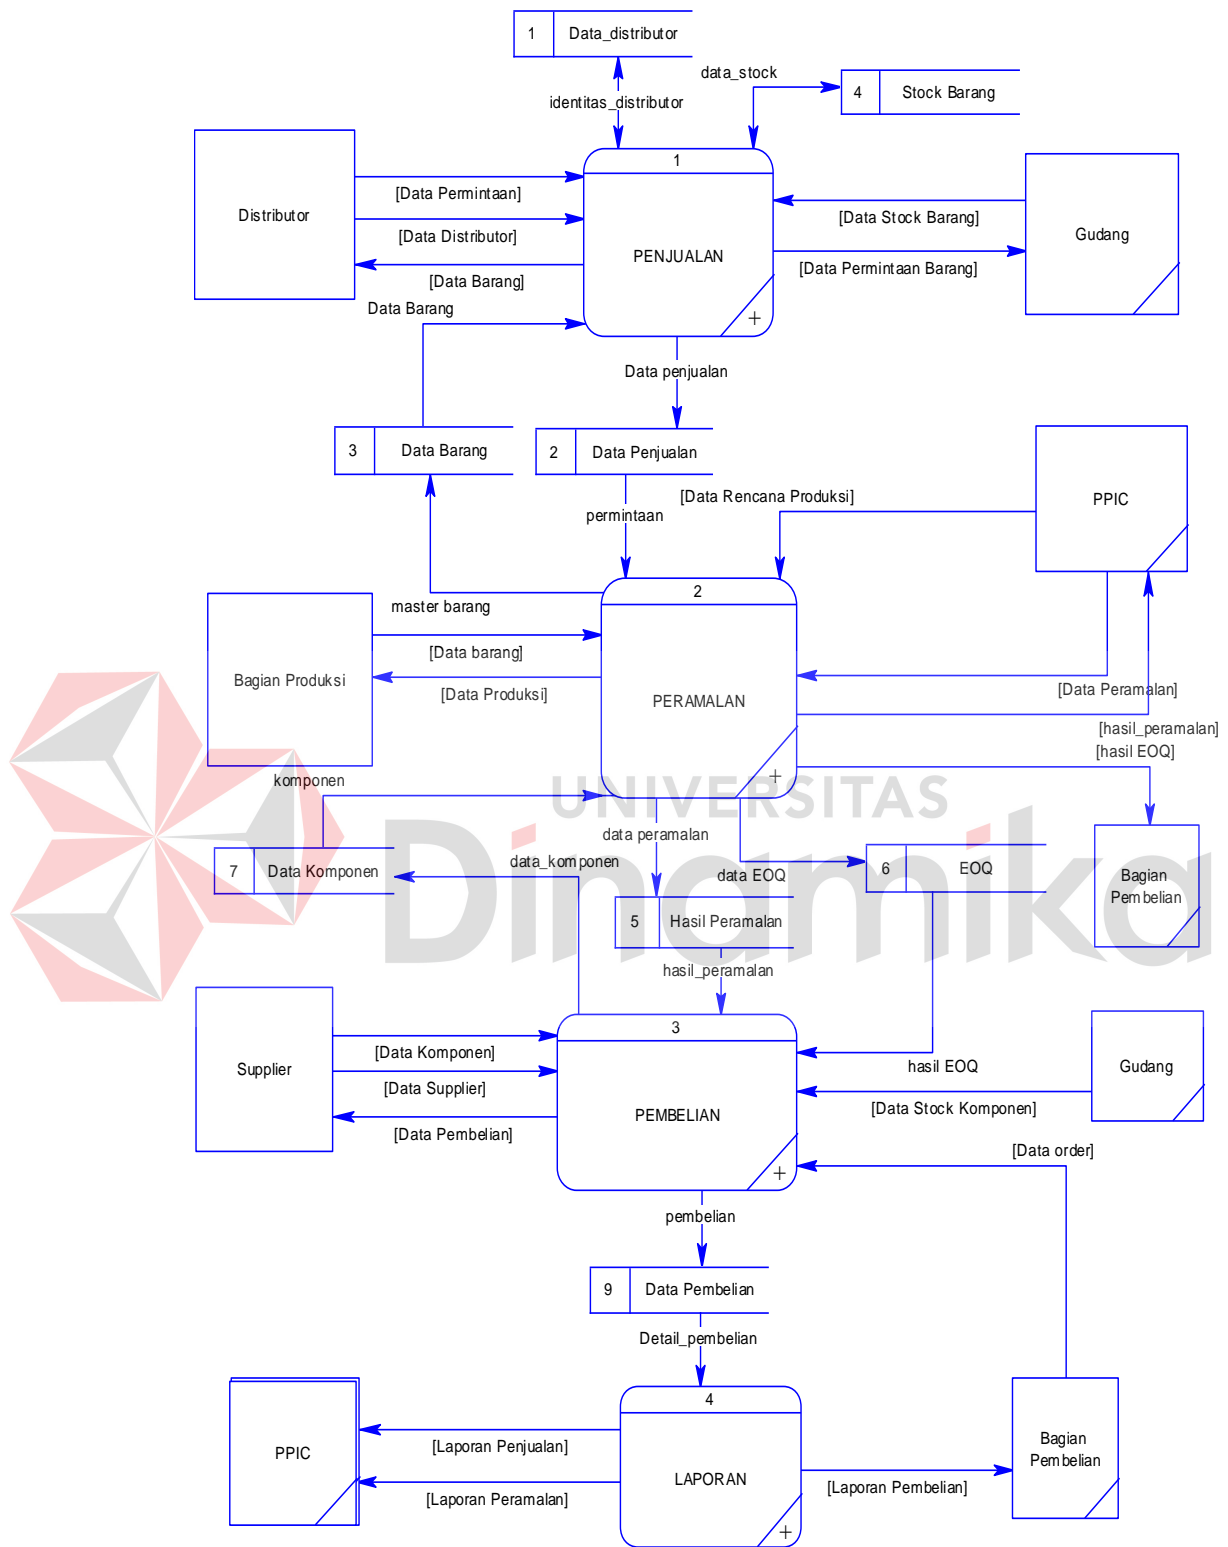 1
Data_distributor
data_stock
4
Stock Barang
identitas_distributor
1
PENJUALAN
Distributor
[Data Permintaan]
[Data Distributor]
[Data Barang]
Data Barang
[Data Stock Barang]
[Data Permintaan Barang]
Gudang
Data penjualan
3
Data Barang
2
Data Penjualan
[Data Rencana Produksi]
PPIC
permintaan
2
PERAMALAN
master barang
[Data barang]
[Data Produksi]
Bagian Produksi
[Data Peramalan]
[hasil_peramalan]
[hasil EOQ]
komponen
UNIVERSITAS
Dinamika
data peramalan
data_komponen
data EOQ
7
Data Komponen
6
EOQ
Bagian
Pembelian
5
Hasil Peramalan
hasil_peramalan
3
PEMBELIAN
Supplier
[Data Komponen]
[Data Supplier]
[Data Pembelian]
hasil EOQ
[Data Stock Komponen]
Gudang
[Data order]
pembelian
9
Data Pembelian
Detail_pembelian
4
LAPORAN
PPIC
[Laporan Penjualan]
[Laporan Peramalan]
[Laporan Pembelian]
Bagian
Pembelian